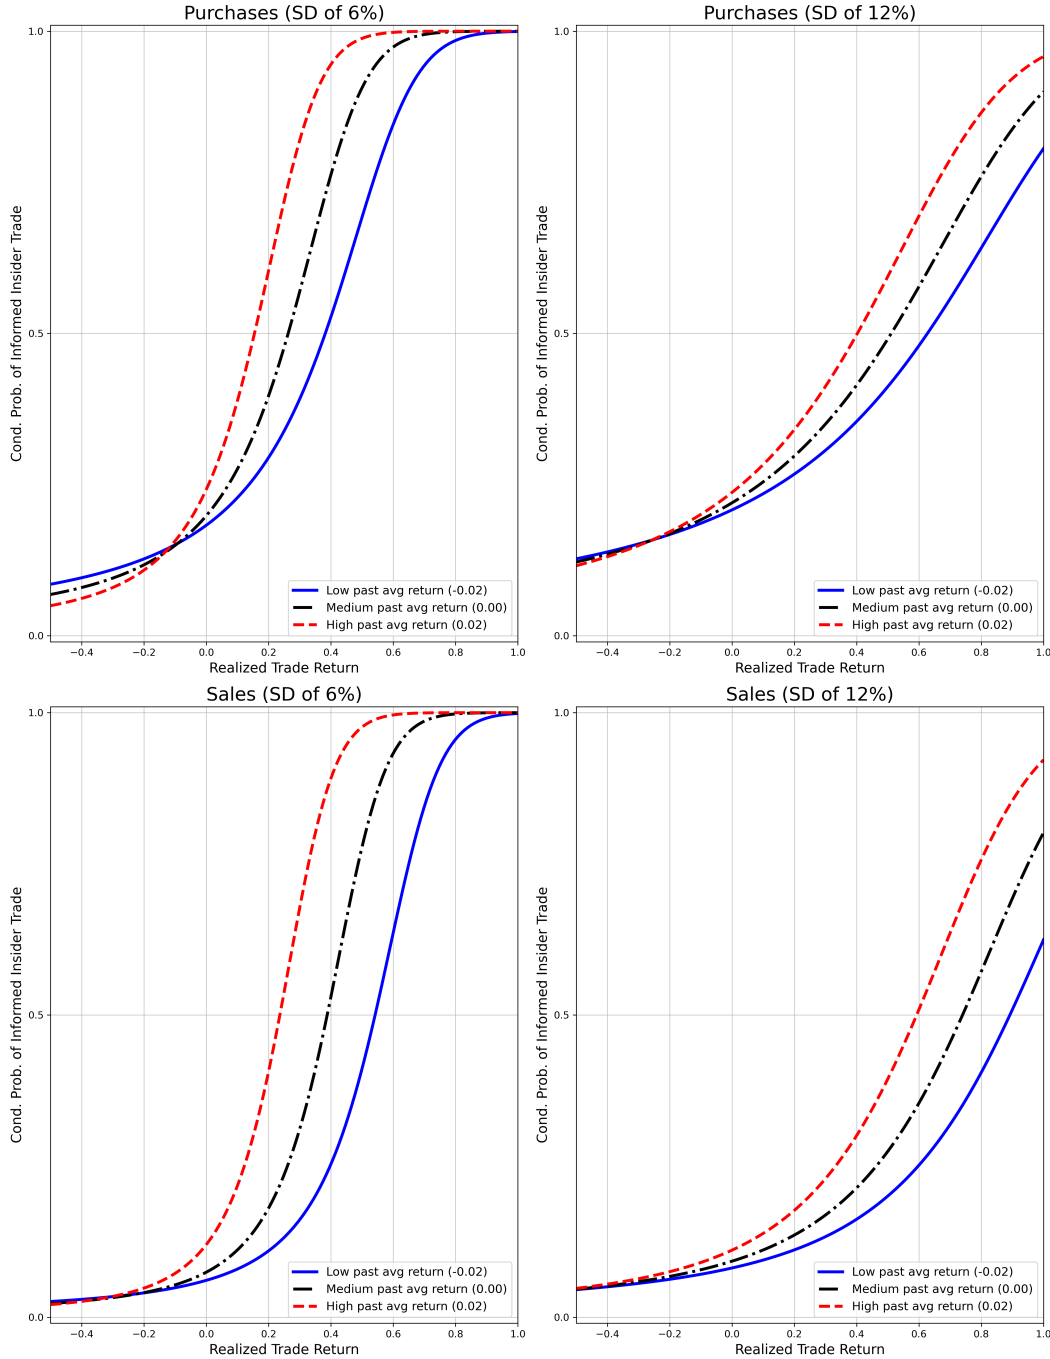 Purchases (SD of 6%)
Cond. Prob. of Informed Insider Trade
1.0
0.5
0.0
Low past avg return (-0.02)
Medium past avg return (0.00)
High past avg return (0.02)
−0.4 −0.2 0.0 0.2 0.4 0.6 0.8 1.0
Realized Trade Return
Purchases (SD of 12%)
Cond. Prob. of Informed Insider Trade
1.0
0.5
0.0
Low past avg return (-0.02)
Medium past avg return (0.00)
High past avg return (0.02)
−0.4 −0.2 0.0 0.2 0.4 0.6 0.8 1.0
Realized Trade Return
Sales (SD of 6%)
Cond. Prob. of Informed Insider Trade
1.0
0.5
0.0
Low past avg return (-0.02)
Medium past avg return (0.00)
High past avg return (0.02)
−0.4 −0.2 0.0 0.2 0.4 0.6 0.8 1.0
Realized Trade Return
Sales (SD of 12%)
Cond. Prob. of Informed Insider Trade
1.0
0.5
0.0
Low past avg return (-0.02)
Medium past avg return (0.00)
High past avg return (0.02)
−0.4 −0.2 0.0 0.2 0.4 0.6 0.8 1.0
Realized Trade Return